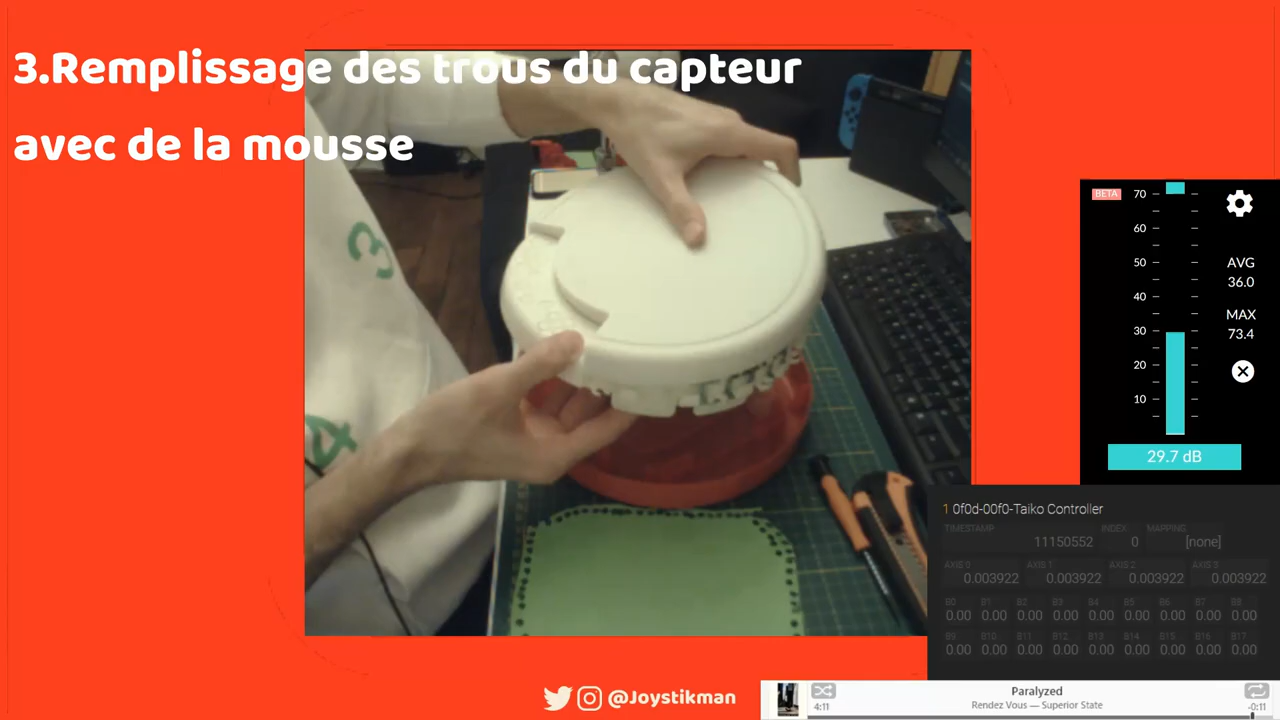 3.Remplissage des trous du capteur
avec de la mousse
3
4
BETA
70
60
50
40
30
20
10
AVG
36.0
MAX
73.4
29.7 dB
1 0f0d-00f0-Taiko Controller
TIMESTAMP INDEX MAPPING
11150552 0 [none]
AXIS 0 AXIS 1 AXIS 2 AXIS 3
0.003922 0.003922 0.003922 0.003922
B0 B1 B2 B3 B4 B5 B6 B7 B8
0.00 0.00 0.00 0.00 0.00 0.00 0.00 0.00 0.00
B9 B10 B11 B12 B13 B14 B15 B16 B17
0.00 0.00 0.00 0.00 0.00 0.00 0.00 0.00 0.00
@Joystikman
Paralyzed
Rendez Vous — Superior State
4:11 -0:11